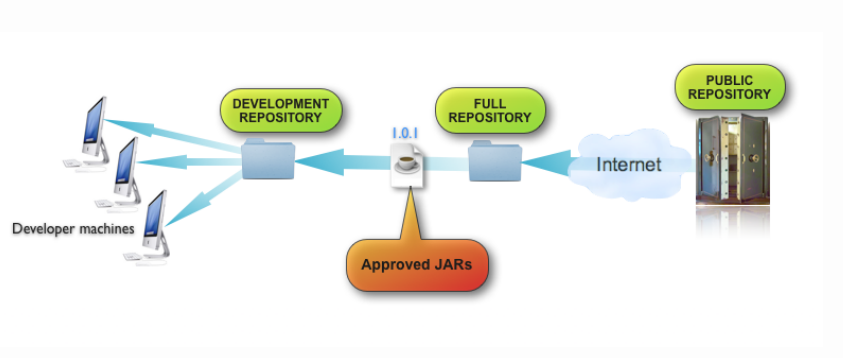 PUBLIC
REPOSITORY
DEVELOPMENT
REPOSITORY
FULL
REPOSITORY
1.0.1
Internet
Developer machines
Approved JARs